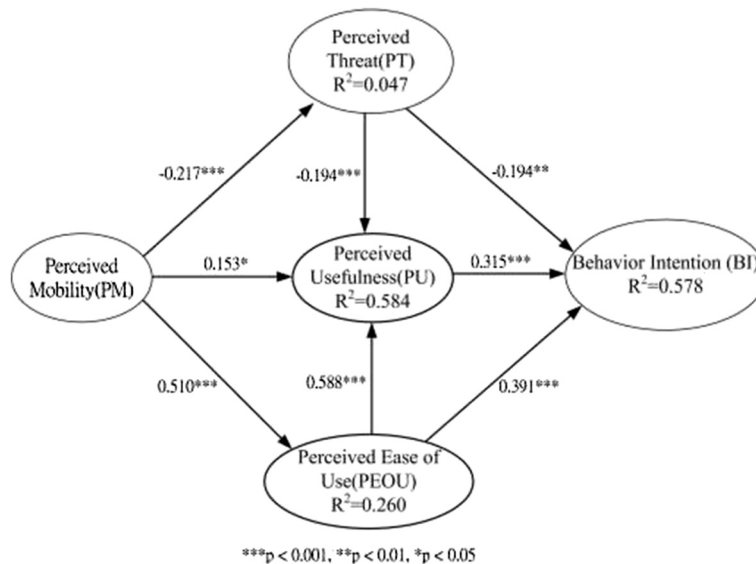 Perceived
Threat(PT)
R²=0.047
-0.217***
-0.194***
-0.194**
Perceived
Mobility(PM)
0.153*
Perceived
Usefulness(PU)
R²=0.584
0.315***
Behavior Intention (BI)
R²=0.578
0.510***
0.588***
0.391***
Perceived Ease of
Use(PEOU)
R²=0.260
***p < 0.001, **p < 0.01, *p < 0.05